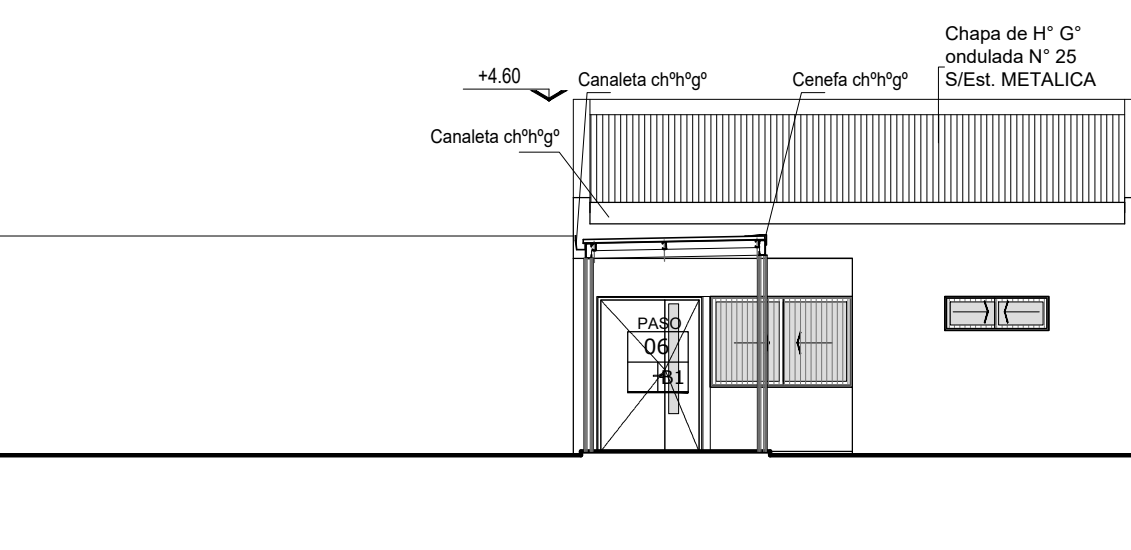 Chapa de H° G°
ondulada N° 25
S/Est. METALICA
+4.60
Canaleta chºhºgº
Cenefa chºhºgº
Canaleta chºhºgº
PASO
06
B1